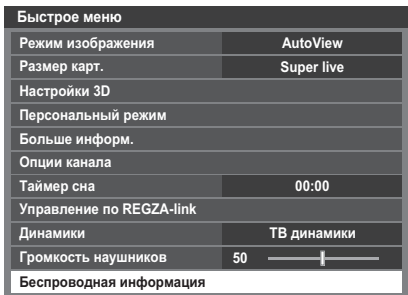 Быстрое меню
Режим изображения AutoView
Размер карт. Super live
Настройки 3D
Персональный режим
Больше информ.
Опции канала
Таймер сна 00:00
Управление по REGZA-link
Динамики ТВ динамики
Громкость наушников 50
Беспроводная информация